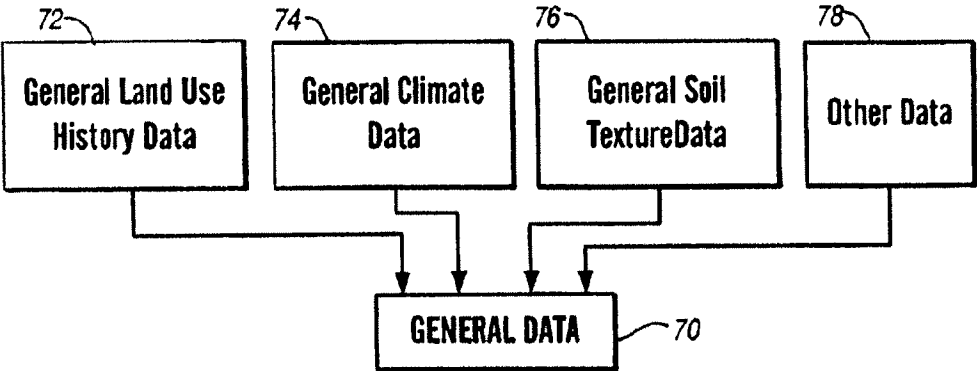 72
74
76
78
General Land Use
History Data
General Climate
Data
General Soil
TextureData
Other Data
GENERAL DATA
70